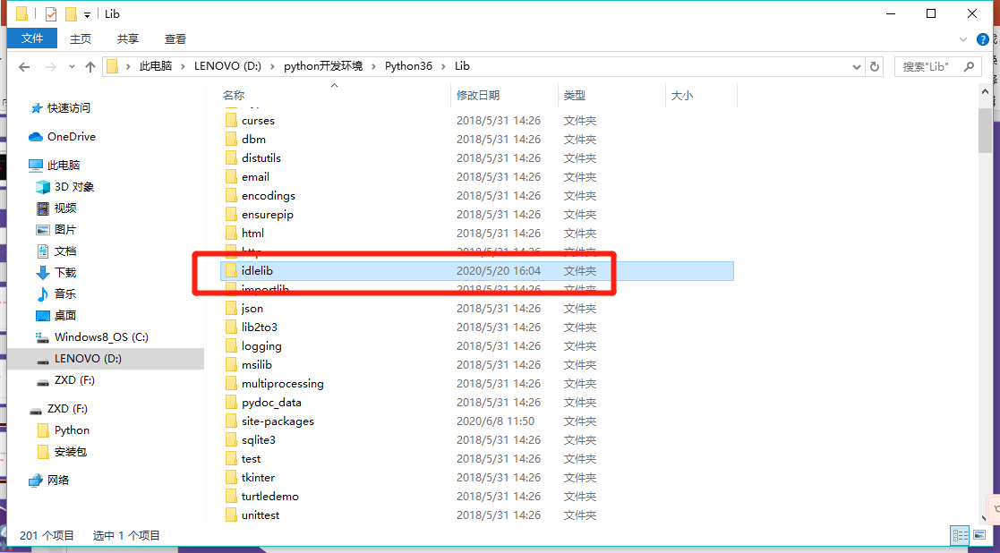 Lib
文件 主页 共享 查看
此电脑 LENOVO (D:) python开发环境 Python36 Lib 搜索"Lib"
名称 修改日期 类型 大小
快速访问
OneDrive
此电脑
3D 对象
视频
图片
文档
下载
音乐
桌面
Windows8_OS (C:)
LENOVO (D:)
ZXD (F:)
ZXD (F:)
Python
安装包
网络
curses 2018/5/31 14:26 文件夹
dbm 2018/5/31 14:26 文件夹
distutils 2018/5/31 14:26 文件夹
email 2018/5/31 14:26 文件夹
encodings 2018/5/31 14:26 文件夹
ensurepip 2018/5/31 14:26 文件夹
html 2018/5/31 14:26 文件夹
http 2018/5/31 14:26 文件夹
idlelib 2020/5/20 16:04 文件夹
importlib 2018/5/31 14:26 文件夹
json 2018/5/31 14:26 文件夹
lib2to3 2018/5/31 14:26 文件夹
logging 2018/5/31 14:26 文件夹
msilib 2018/5/31 14:26 文件夹
multiprocessing 2018/5/31 14:26 文件夹
pydoc_data 2018/5/31 14:26 文件夹
site-packages 2020/6/8 11:50 文件夹
sqlite3 2018/5/31 14:26 文件夹
test 2018/5/31 14:26 文件夹
tkinter 2018/5/31 14:26 文件夹
turtledemo 2018/5/31 14:26 文件夹
unittest 2018/5/31 14:26 文件夹
201 个项目 选中 1 个项目